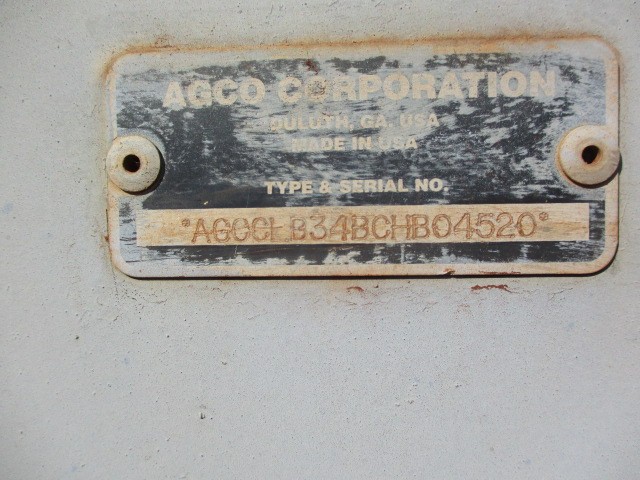 AGCO CORPORATION
DULUTH, GA. USA
MADE IN USA
TYPE & SERIAL NO.
*AGCCLB34BCHB04520*